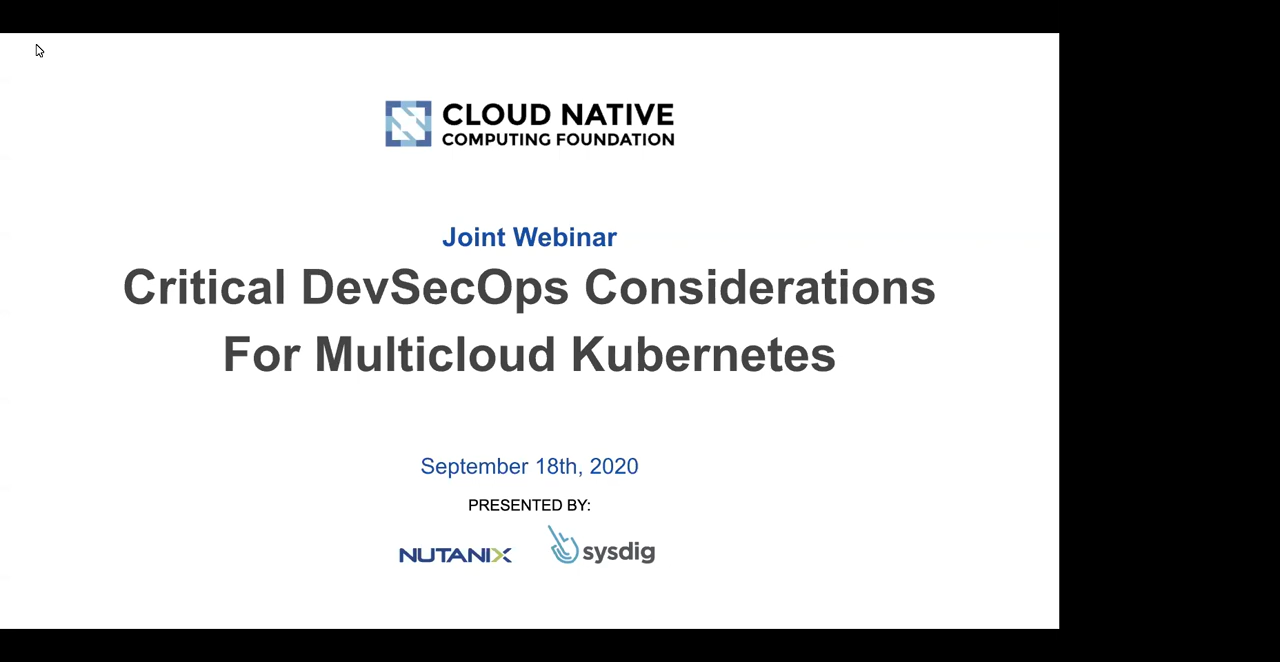 CLOUD NATIVE
COMPUTING FOUNDATION
Joint Webinar
Critical DevSecOps Considerations
For Multicloud Kubernetes
September 18th, 2020
PRESENTED BY:
NUTANIX sysdig